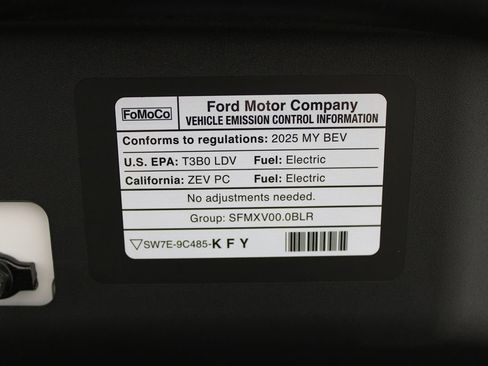 FoMoCo
Ford Motor Company
VEHICLE EMISSION CONTROL INFORMATION
Conforms to regulations: 2025 MY BEV
U.S. EPA: T3B0 LDV Fuel: Electric
California: ZEV PC Fuel: Electric
No adjustments needed.
Group: SFMXV00.0BLR
▽SW7E-9C485-K F Y